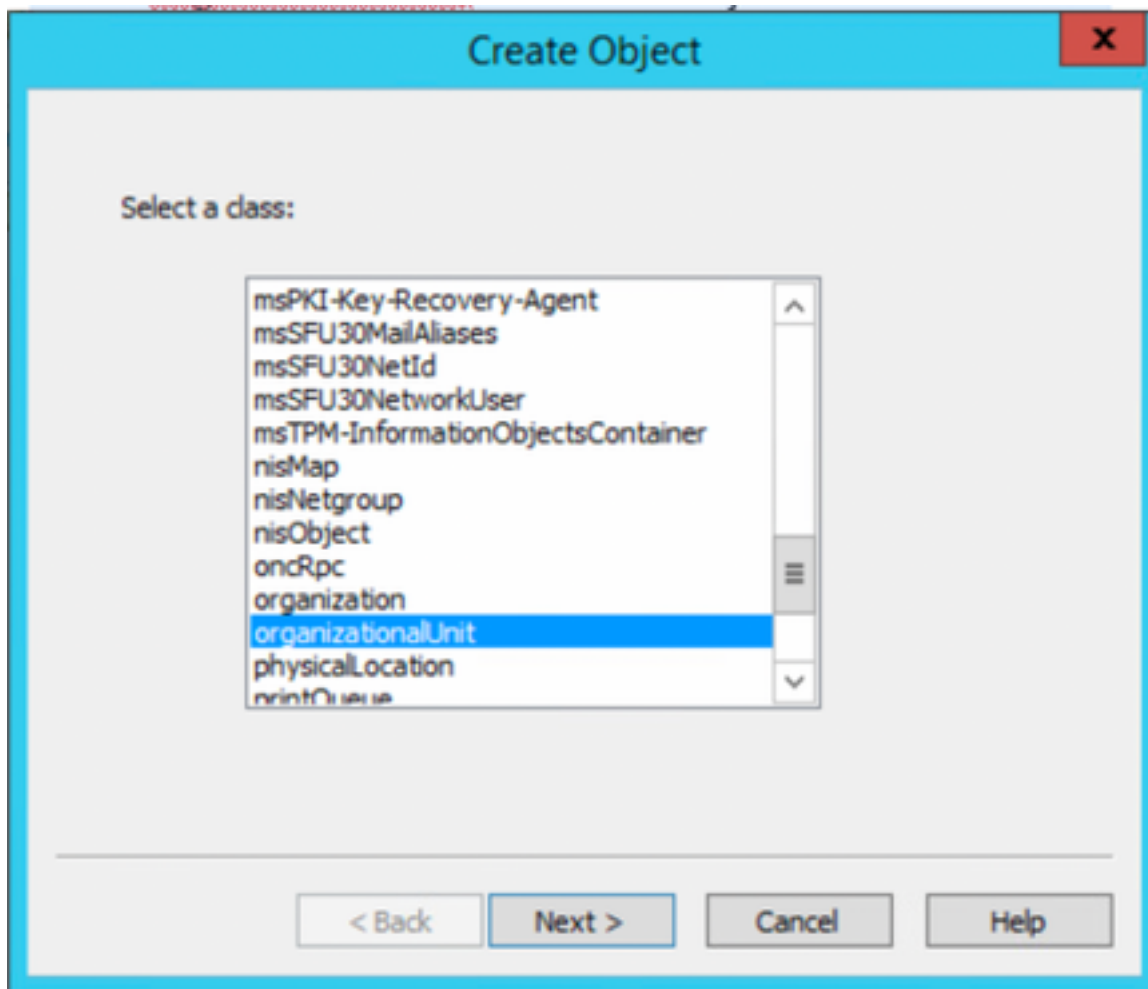 Create Object
x
Select a class:
msPKI-Key-Recovery-Agent
msSFU30MailAliases
msSFU30NetId
msSFU30NetworkUser
msTPM-InformationObjectsContainer
nisMap
nisNetgroup
nisObject
oncRpc
organization
organizationalUnit
physicalLocation
printQueue
< Back Next > Cancel Help